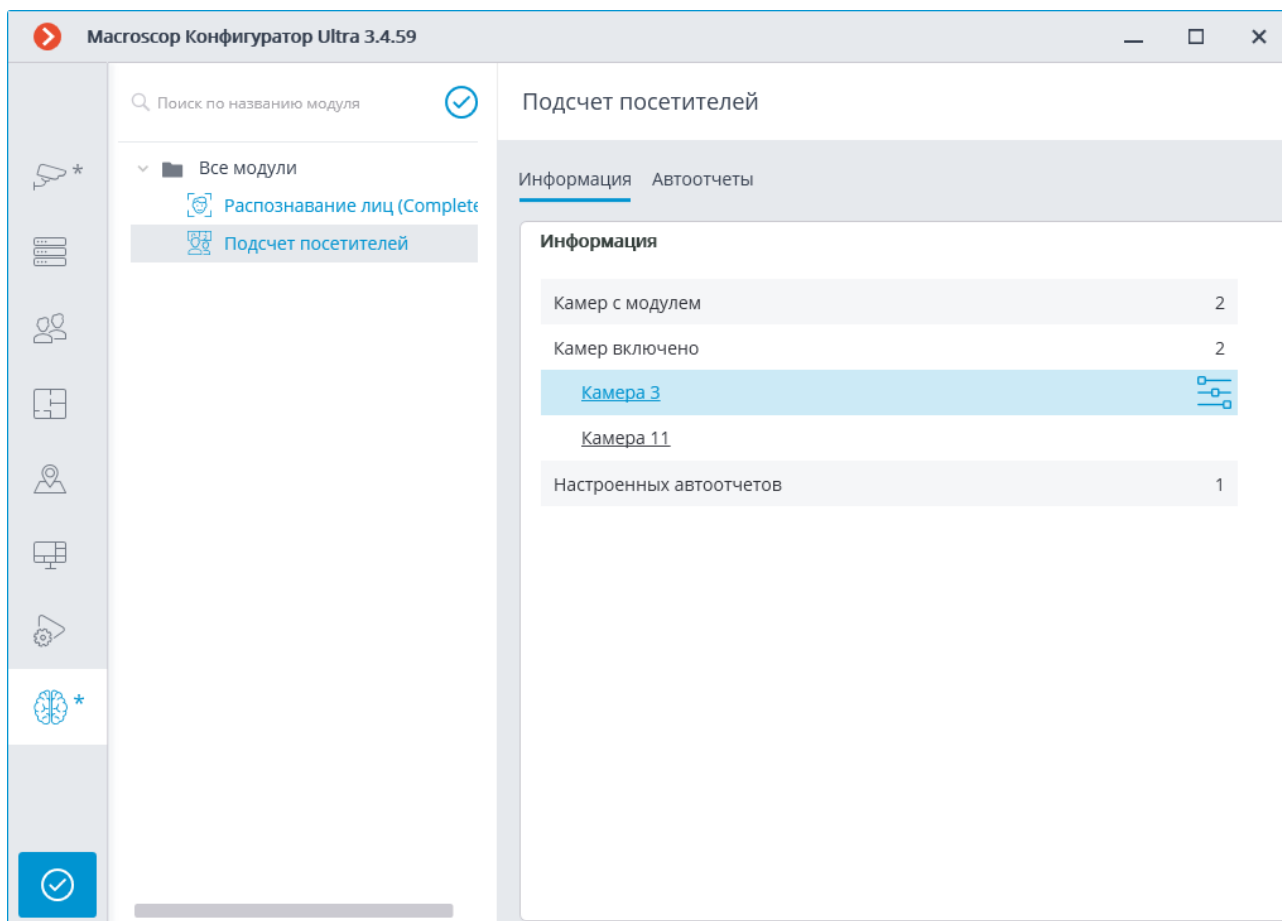 Macroscop Конфигуратор Ultra 3.4.59
Поиск по названию модуля
Все модули
Распознавание лиц (Complete
Подсчет посетителей
Подсчет посетителей
Информация Автоотчеты
Информация
Камер с модулем 2
Камер включено 2
Камера 3
Камера 11
Настроенных автоотчетов 1